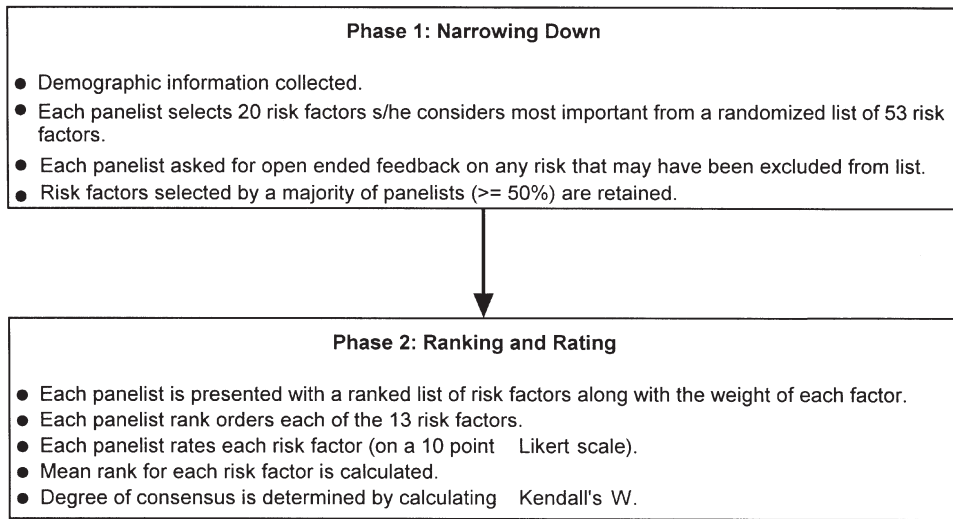 Phase 1: Narrowing Down
● Demographic information collected.
● Each panelist selects 20 risk factors s/he considers most important from a randomized list of 53 risk
factors.
● Each panelist asked for open ended feedback on any risk that may have been excluded from list.
● Risk factors selected by a majority of panelists (>= 50%) are retained.
Phase 2: Ranking and Rating
● Each panelist is presented with a ranked list of risk factors along with the weight of each factor.
● Each panelist rank orders each of the 13 risk factors.
● Each panelist rates each risk factor (on a 10 point Likert scale).
● Mean rank for each risk factor is calculated.
● Degree of consensus is determined by calculating Kendall's W.